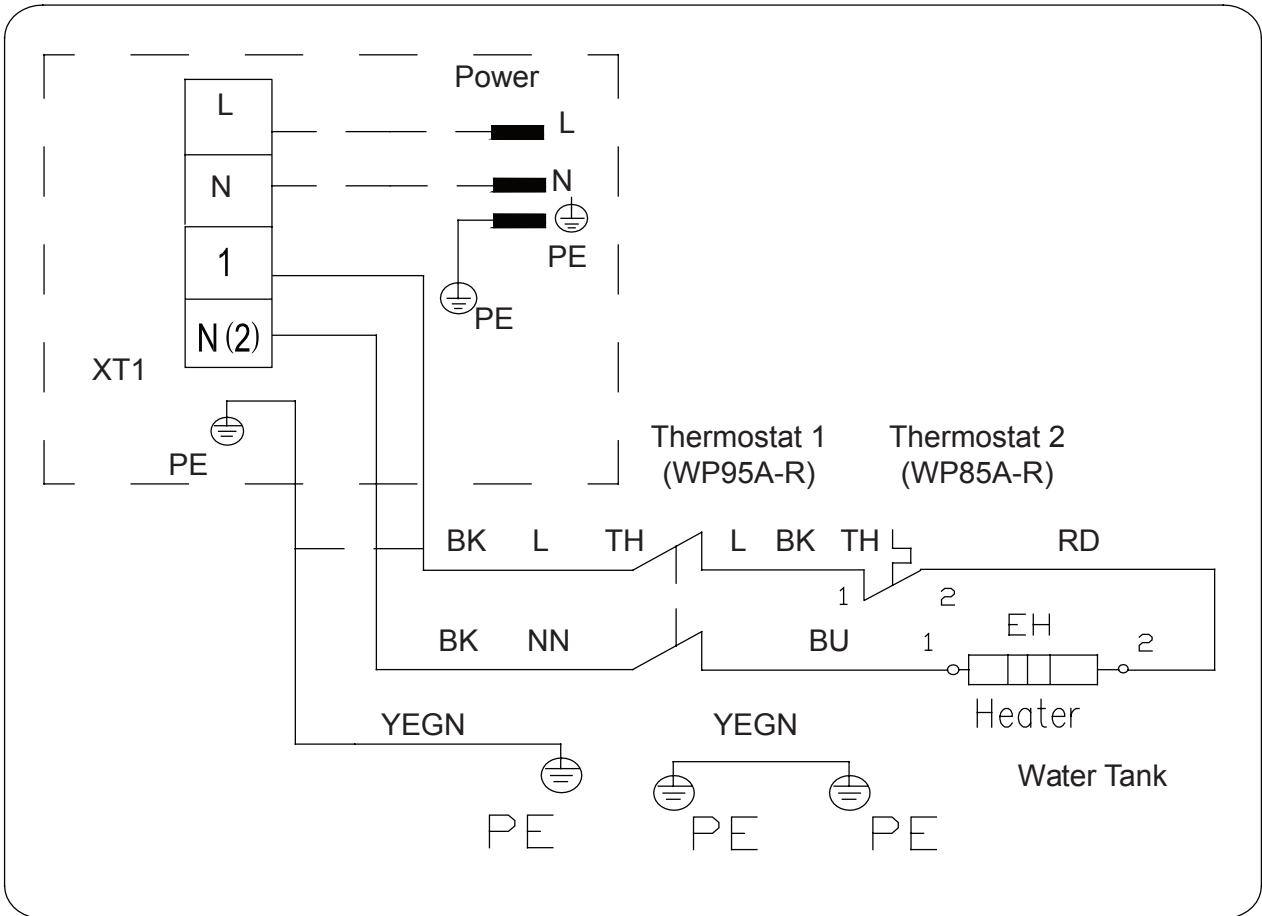 Power
L
L
N
N
PE
1
PE
N(2)
XT1
PE
Thermostat 1
(WP95A-R)
Thermostat 2
(WP85A-R)
BK L TH L BK TH RD
1 2
BK NN BU 1 EH 2
Heater
YEGN YEGN
Water Tank
PE PE PE